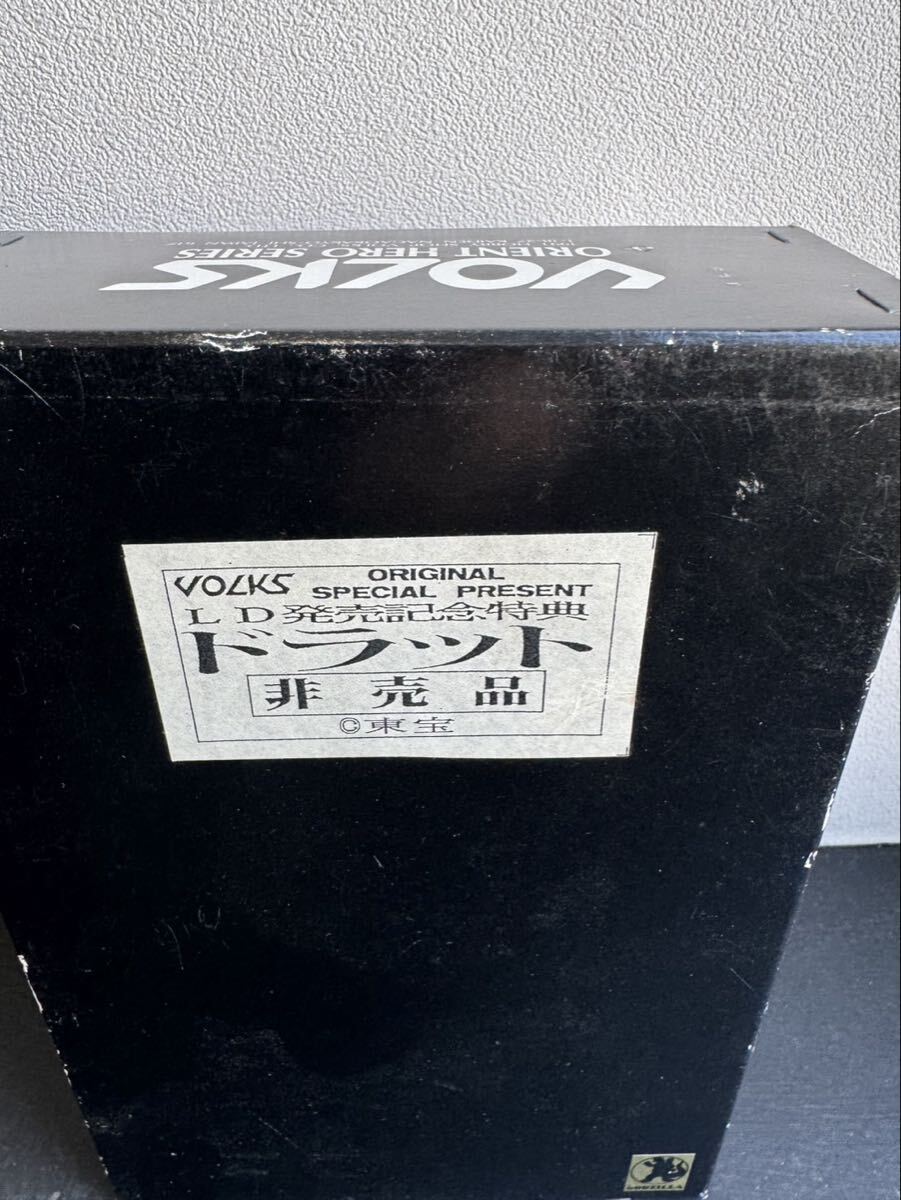 VOLKS
ORIENT HERO SERIES
VOLKS ORIGINAL
SPECIAL PRESENT
LD発売記念特典
ドラット
非売品
©東宝
GODZILLA